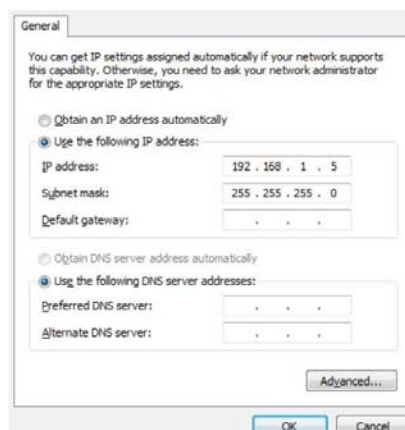 General
You can get IP settings assigned automatically if your network supports
this capability. Otherwise, you need to ask your network administrator
for the appropriate IP settings.
Obtain an IP address automatically
Use the following IP address:
IP address: 192 . 168 . 1 . 5
Subnet mask: 255 . 255 . 255 . 0
Default gateway: . . .
Obtain DNS server address automatically
Use the following DNS server addresses:
Preferred DNS server: . . .
Alternate DNS server: . . .
Advanced...
OK Cancel